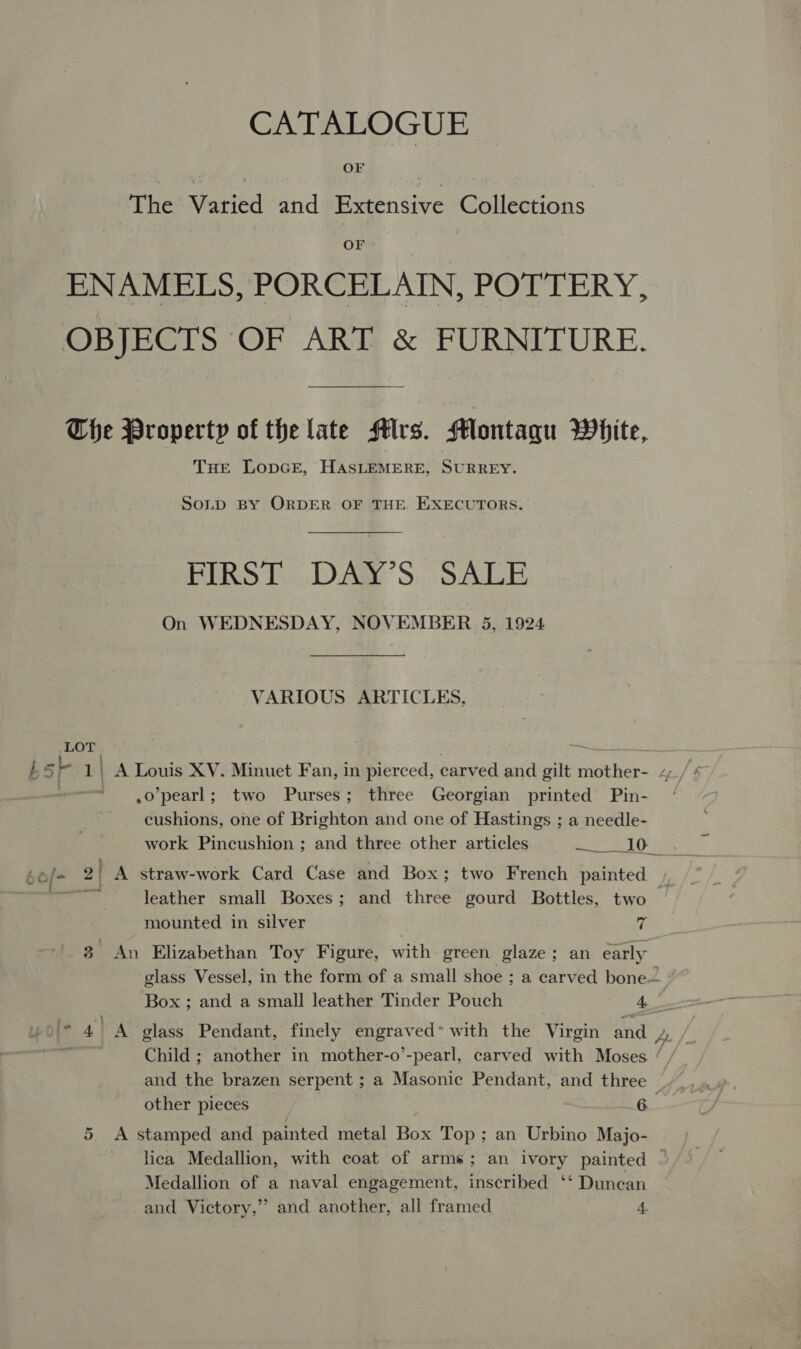 CATALOGUE
OF
The Varied and Extensive Collections
OF
ENAMELS, PORCELAIN, POTTERY,
OBJECTS OF ART & FURNITURE.
The Property of the late Mrs. Montagu White,
THE LODGE, HASLEMERE, SURREY.
SOLD BY ORDER OF THE EXECUTORS.
FIRST DAY'S SALE
On WEDNESDAY, NOVEMBER 5, 1924
VARIOUS ARTICLES,
LOT
1 A Louis XV. Minuet Fan, in pierced, carved and gilt mother-
o'pearl; two Purses; three Georgian printed Pin-
cushions, one of Brighton and one of Hastings; a needle-
work Pincushion; and three other articles 10
2 A straw-work Card Case and Box; two French painted
leather small Boxes; and three gourd Bottles, two
mounted in silver 7
3 An Elizabethan Toy Figure, with green glaze; an early
glass Vessel, in the form of a small shoe; a carved bone
Box; and a small leather Tinder Pouch 4
4 A glass Pendant, finely engraved with the Virgin and
Child; another in mother-o'-pearl, carved with Moses
and the brazen serpent; a Masonic Pendant, and three
other pieces 6
5 A stamped and painted metal Box Top; an Urbino Majo-
lica Medallion, with coat of arms; an ivory painted
Medallion of a naval engagement, inscribed "Duncan
and Victory," and another, all framed 4